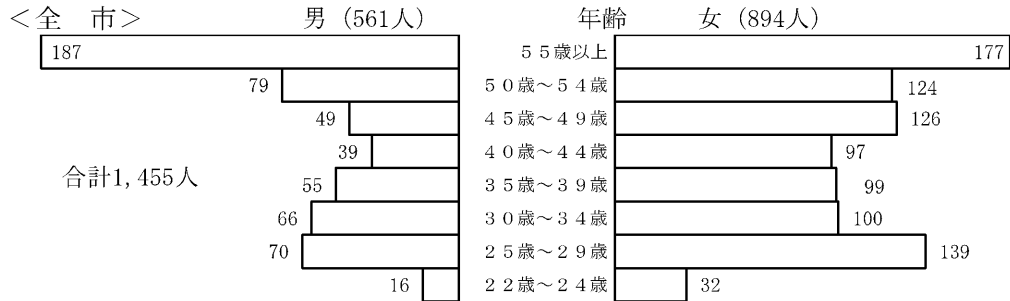 ＜全　市＞　男（561人）　年齢　女（894人）
187　５５歳以上　177
79　５０歳～５４歳　124
49　４５歳～４９歳　126
39　４０歳～４４歳　97
合計1,455人
55　３５歳～３９歳　99
66　３０歳～３４歳　100
70　２５歳～２９歳　139
16　２２歳～２４歳　32